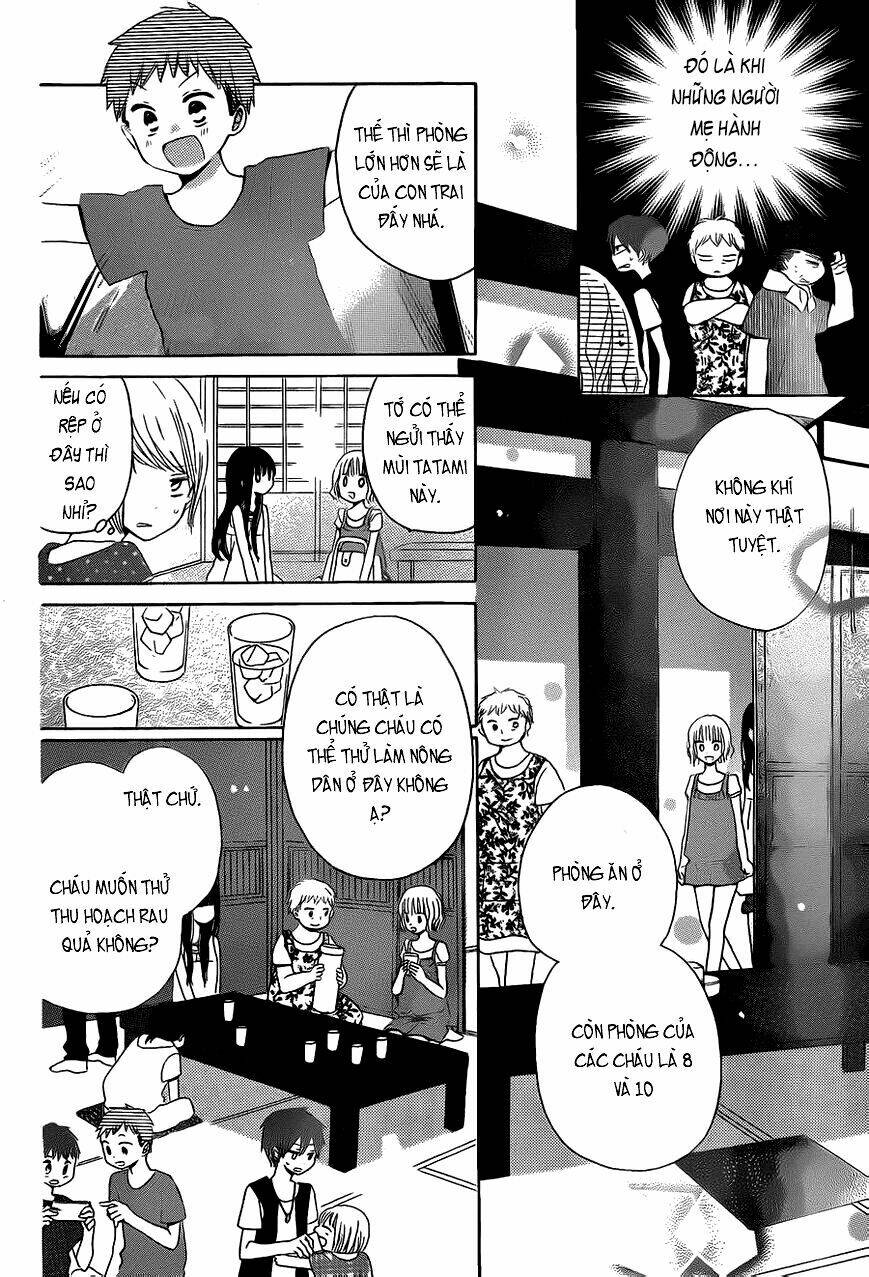 ĐÓ LÀ KHI
NHỮNG NGƯỜI
MẸ HÀNH
ĐỘNG...
KHÔNG KHÍ
NƠI NÀY THẬT
TUYỆT.
PHÒNG ĂN Ở
ĐÂY.
CÒN PHÒNG CỦA
CÁC CHÁU LÀ 8
VÀ 10
THẾ THÌ PHÒNG
LỚN HƠN SẼ LÀ
CỦA CON TRAI
ĐẤY NHÁ.
TỚ CÓ THỂ
NGỬI THẤY
MÙI TATAMI
NÀY.
NẾU CÓ
RỆP Ở
ĐÂY THÌ
SAO
NHỈ?
CÓ THẬT LÀ
CHÚNG CHÁU CÓ
THỂ THỬ LÀM NÔNG
DÂN Ở ĐÂY KHÔNG
Ạ?
THẬT CHỨ.
CHÁU MUỐN THỬ
THU HOẠCH RAU
QUẢ KHÔNG?